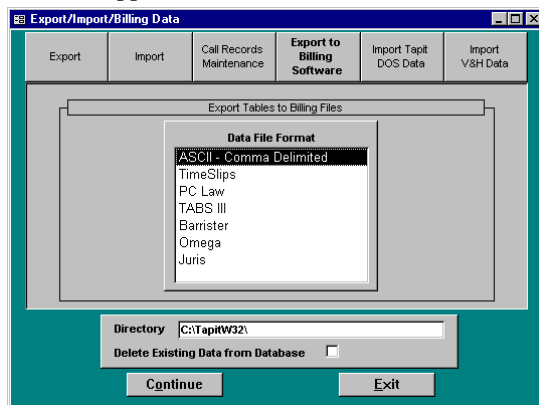 Export/Import/Billing Data
Export
Import
Call Records
Maintenance
Export to
Billing
Software
Import Tapit
DOS Data
Import
V&H Data
Export Tables to Billing Files
Data File Format
ASCII - Comma Delimited
TimeSlips
PC Law
TABS III
Barrister
Omega
Juris
Directory C:\TapitW32\
Delete Existing Data from Database
Continue Exit